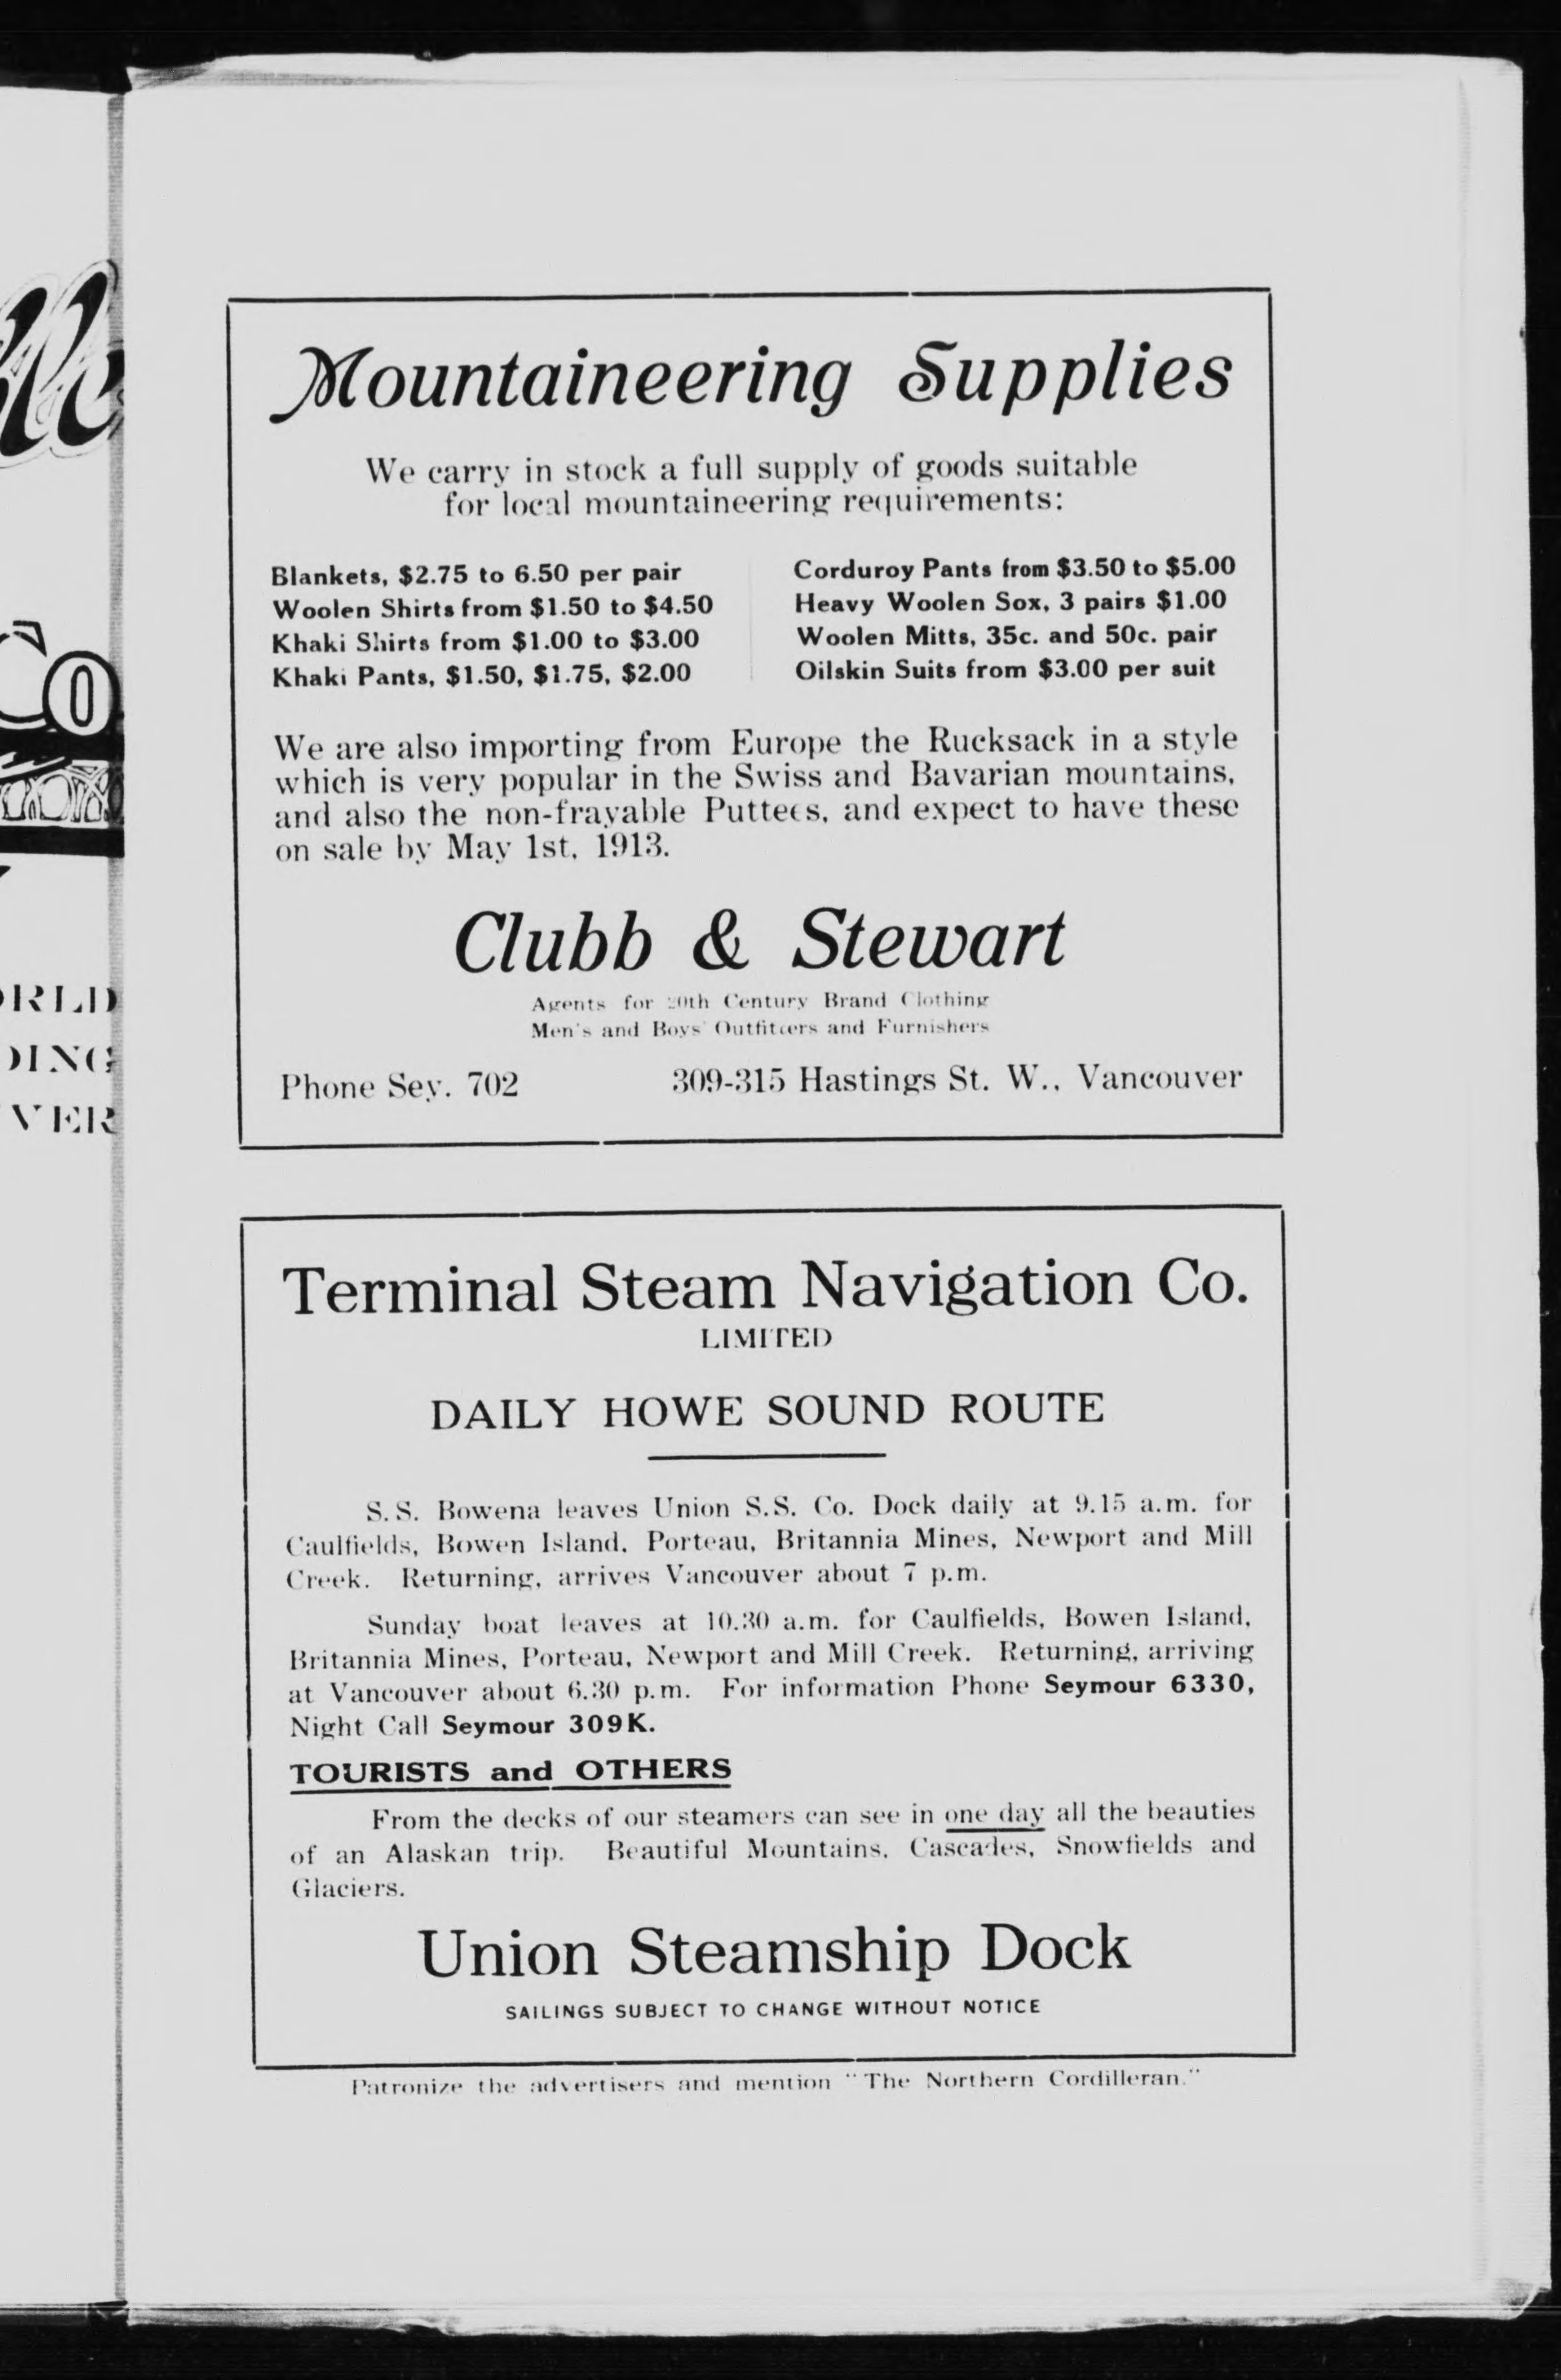 Mountaineering Supplies
We carry in stock a full supply of goods suitable
for local mountaineering requirements:
Blankets, $2.75 to 6.50 per pair
Woolen Shirts from $1.50 to $4.50
Khaki Shirts from $1.00 to $3.00
Khaki Pants, $1.50, $1.75, $2.00
Corduroy Pants from $3.50 to $5.00
Heavy Woolen Sox, 3 pairs $1.00
Woolen Mitts, 35c. and 50c. pair
Oilskin Suits from $3.00 per suit
We are also importing from Europe the Rucksack in a style
which is very popular in the Swiss and Bavarian mountains,
and also the non-frayable Puttees, and expect to have these
on sale by May 1st, 1913.
Clubb & Stewart
Agents for 20th Century Brand Clothing
Men's and Boys' Outfitters and Furnishers
Phone Sey. 702 309-315 Hastings St. W., Vancouver
Terminal Steam Navigation Co.
LIMITED
DAILY HOWE SOUND ROUTE
S.S. Bowena leaves Union S.S. Co. Dock daily at 9.15 a.m. for
Caulfields, Bowen Island, Porteau, Britannia Mines, Newport and Mill
Creek. Returning, arrives Vancouver about 7 p.m.
Sunday boat leaves at 10.30 a.m. for Caulfields, Bowen Island,
Britannia Mines, Porteau, Newport and Mill Creek. Returning, arriving
at Vancouver about 6.30 p.m. For information Phone Seymour 6330,
Night Call Seymour 309K.
TOURISTS and OTHERS
From the decks of our steamers can see in one day all the beauties
of an Alaskan trip. Beautiful Mountains, Cascades, Snowfields and
Glaciers.
Union Steamship Dock
SAILINGS SUBJECT TO CHANGE WITHOUT NOTICE
Patronize the advertisers and mention "The Northern Cordilleran."